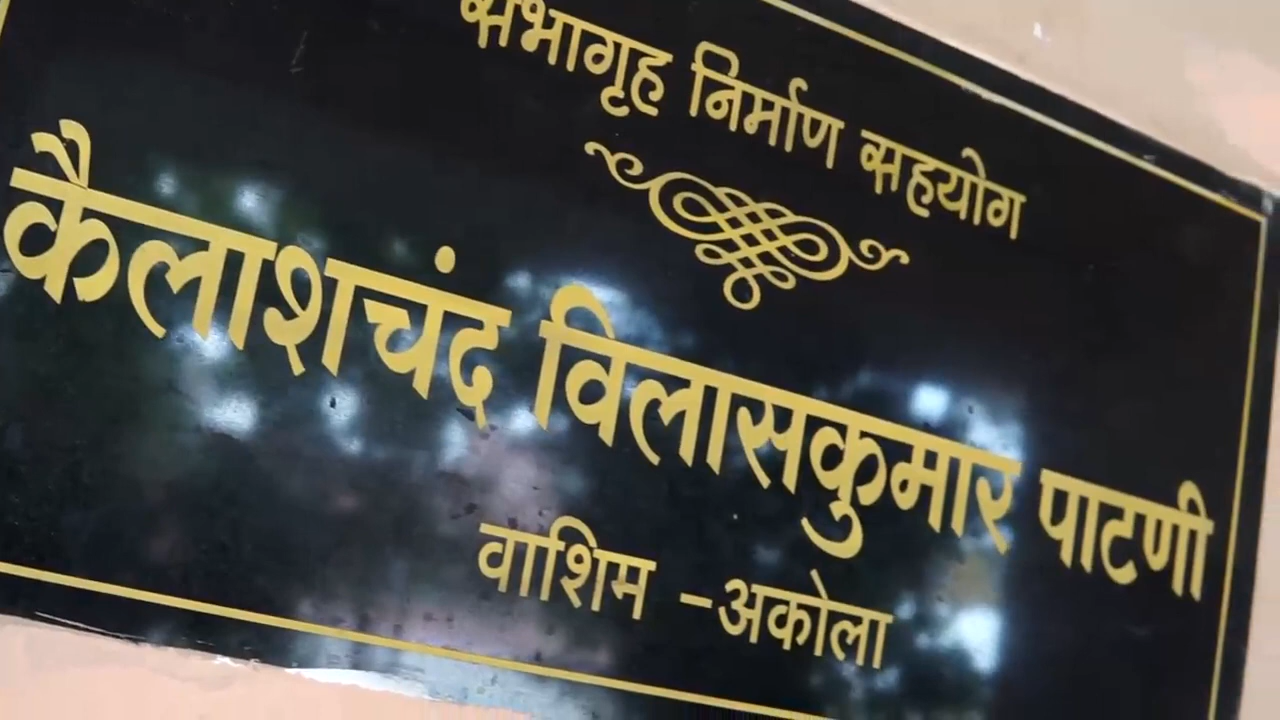 सभागृह निर्माण सहयोग
कैलाशचंद विलासकुमार पाटणी
वाशिम -अकोला